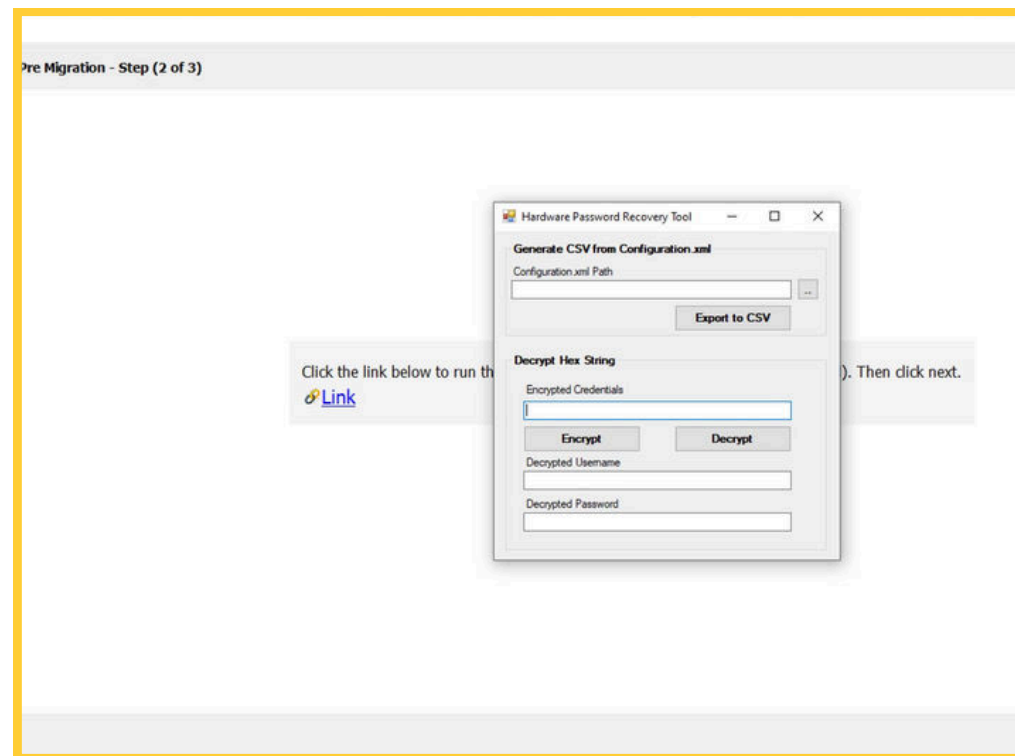 Pre Migration - Step (2 of 3)
Hardware Password Recovery Tool
Generate CSV from Configuration.xml
Configuration.xml Path
..
Export to CSV
Click the link below to run th
). Then click next.
Link
Decrypt Hex String
Encrypted Credentials
Encrypt Decrypt
Decrypted Username
Decrypted Password